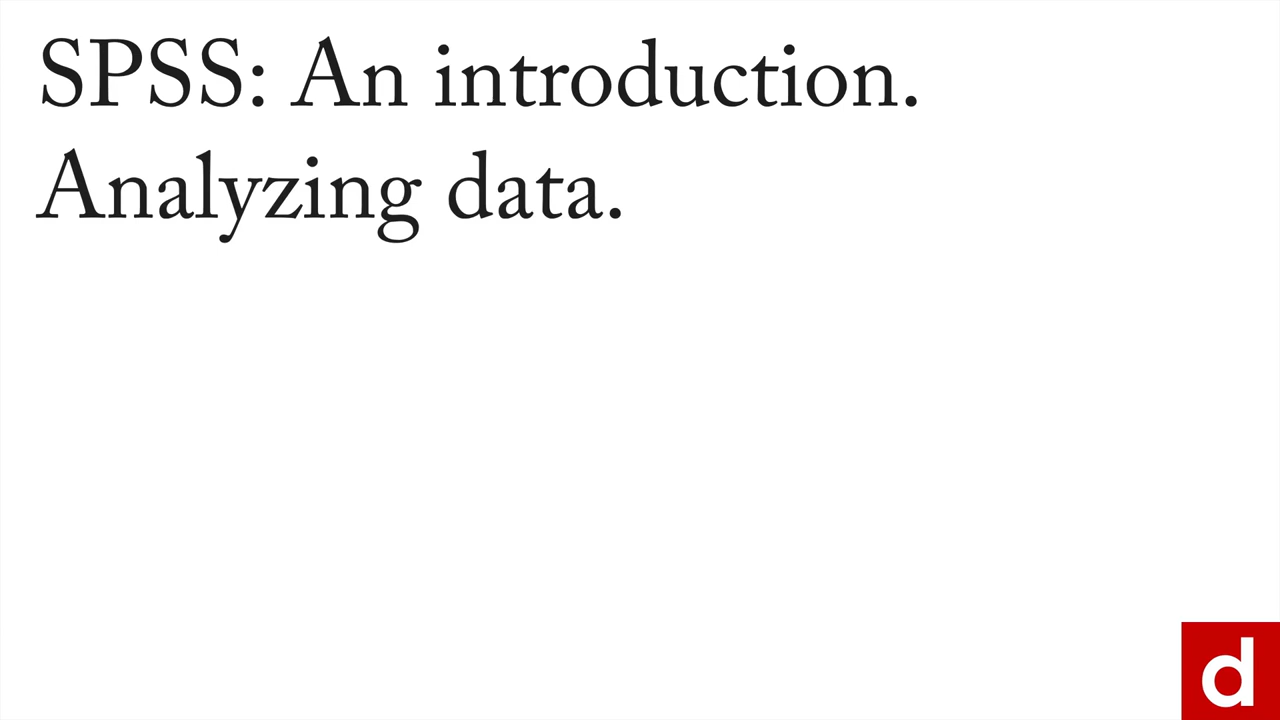 SPSS: An introduction.
Analyzing data.
d